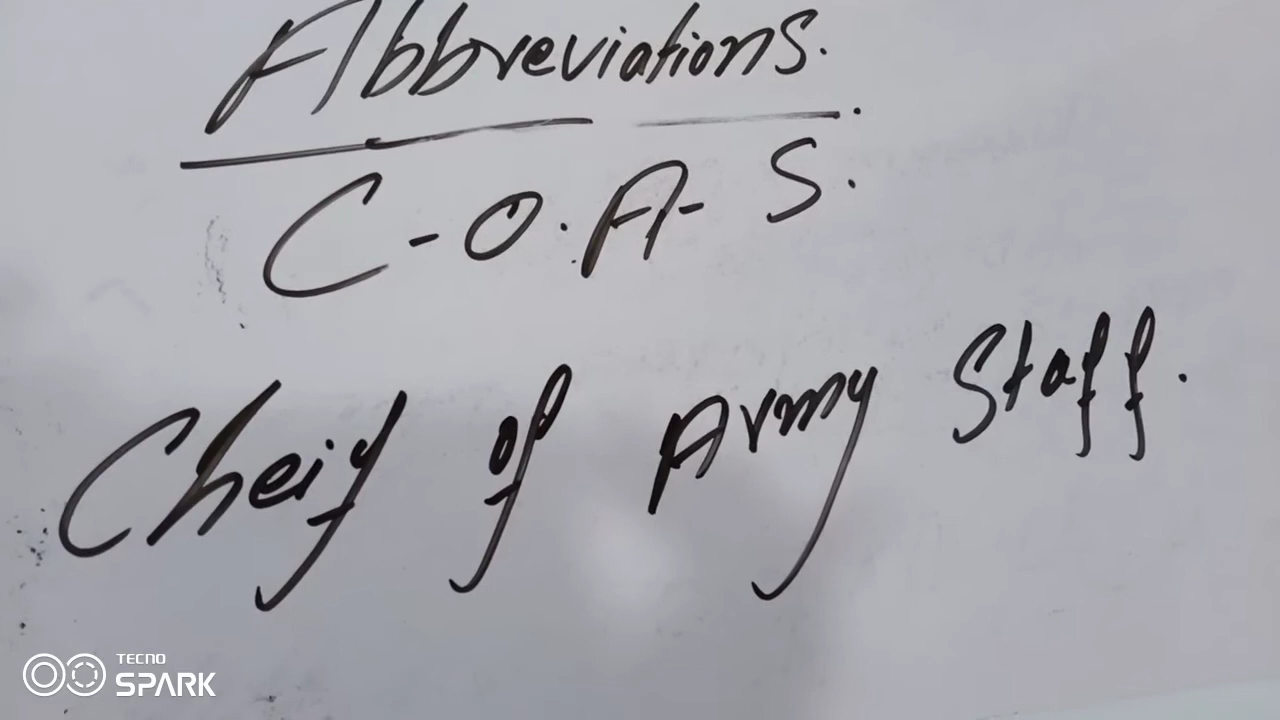 Abbreviations.
C-O.A-S.
Cheif of Army Staff.
TECNO
SPARK